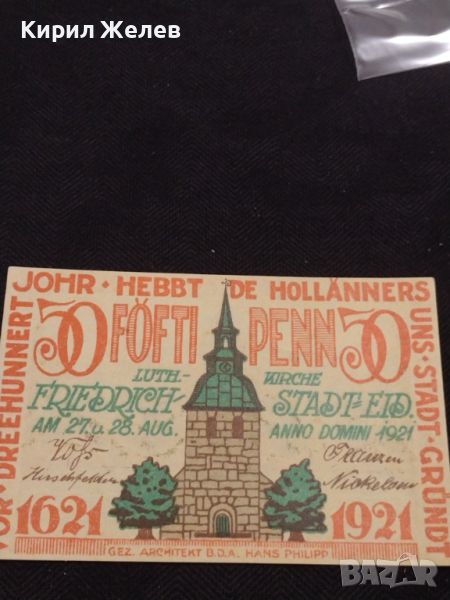 Кирил Желев
VOR · DREEHUNNERT
JOHR · HEBBT DE HOLLÄNNERS
UNS · STADT · GRÜNDT
50 FÖFTI PENN 50
LUTH- KIRCHE
FRIEDRICH- STADT-EID.
AM 27. u. 28. AUG. ANNO DOMINI 1921
1621 1921
GEZ. ARCHITEKT B.D.A. HANS PHILIPP
BAZAR